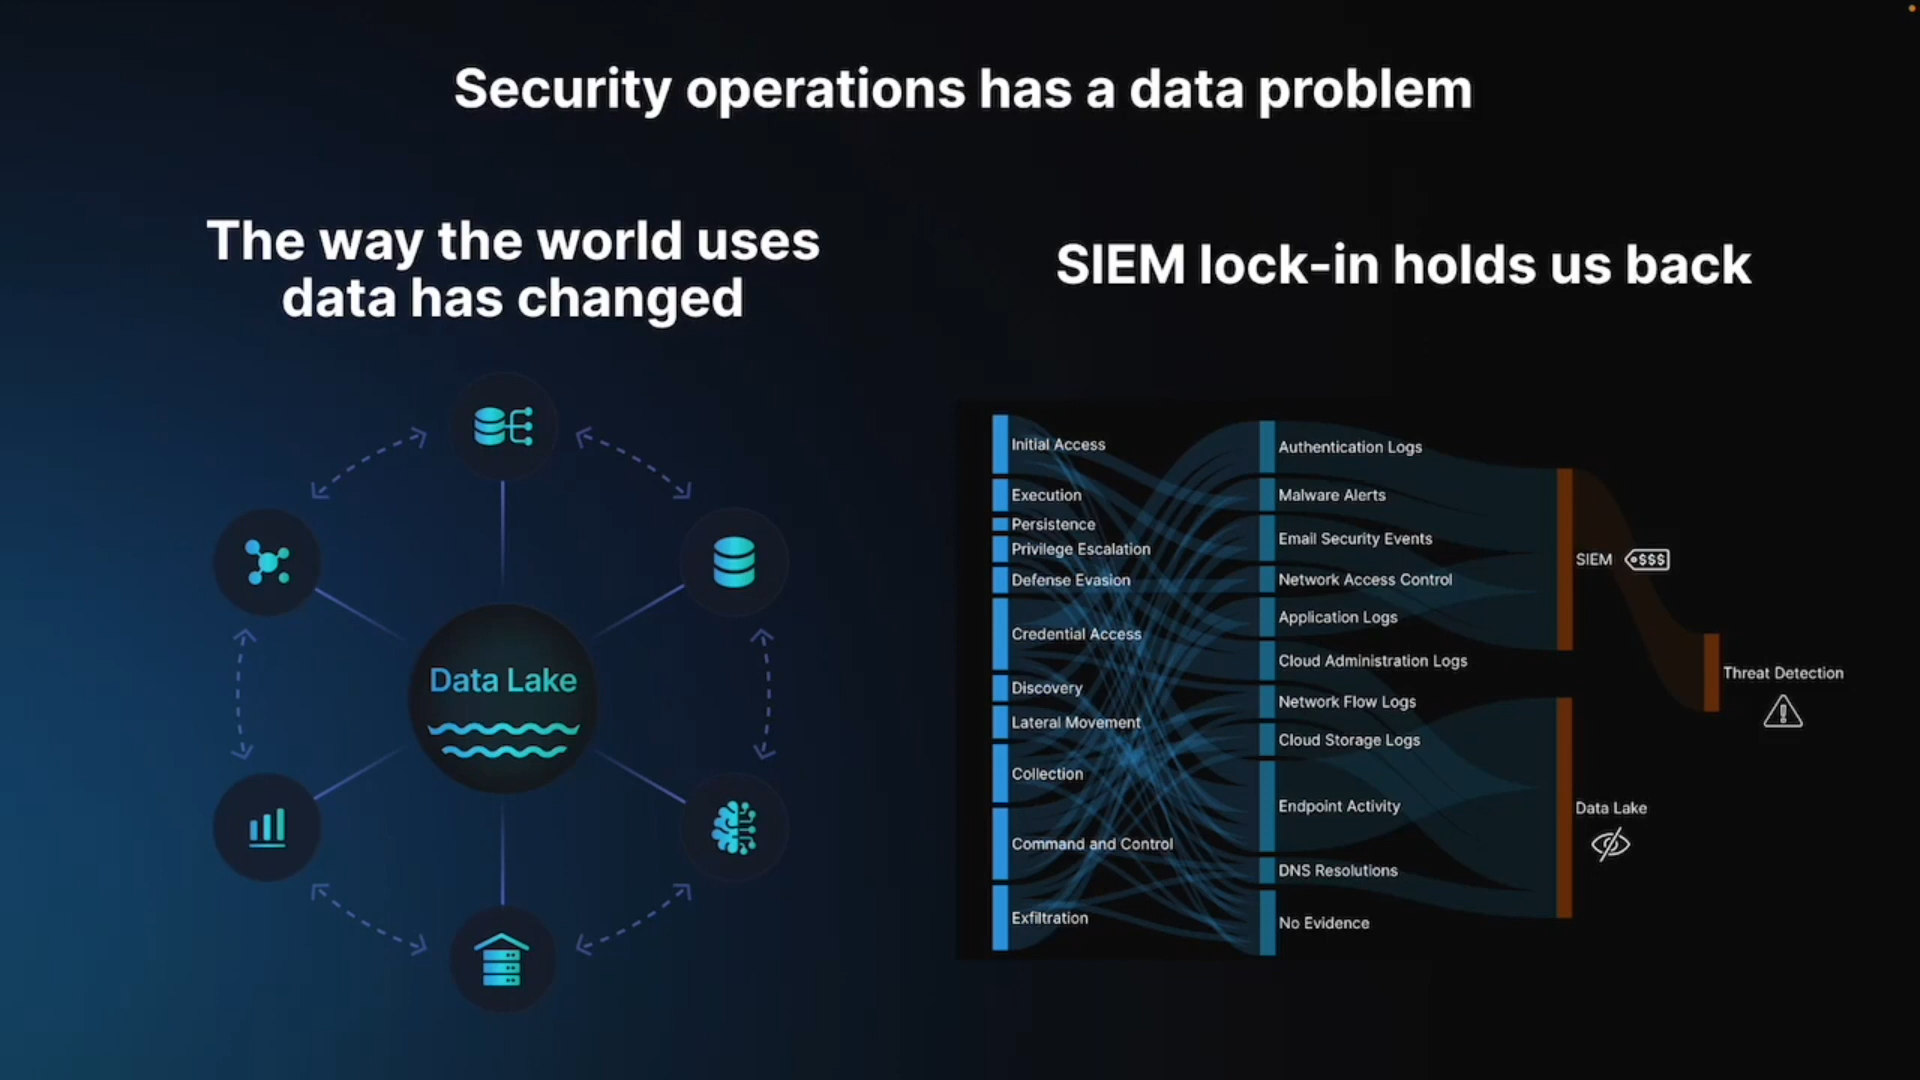 Security operations has a data problem
The way the world uses
data has changed
Data Lake
SIEM lock-in holds us back
Initial Access
Execution
Persistence
Privilege Escalation
Defense Evasion
Credential Access
Discovery
Lateral Movement
Collection
Command and Control
Exfiltration
Authentication Logs
Malware Alerts
Email Security Events
Network Access Control
Application Logs
Cloud Administration Logs
Network Flow Logs
Cloud Storage Logs
Endpoint Activity
DNS Resolutions
No Evidence
SIEM $$$
Data Lake
Threat Detection